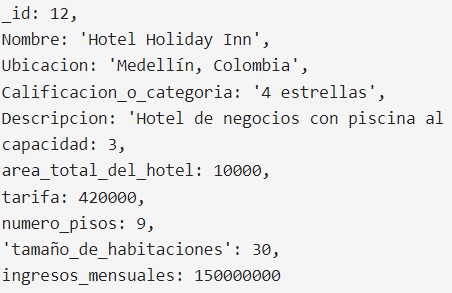 _id: 12,
Nombre: 'Hotel Holiday Inn',
Ubicacion: 'Medellín, Colombia',
Calificacion_o_categoria: '4 estrellas',
Descripcion: 'Hotel de negocios con piscina al
capacidad: 3,
area_total_del_hotel: 10000,
tarifa: 420000,
numero_pisos: 9,
'tamaño_de_habitaciones': 30,
ingresos_mensuales: 150000000